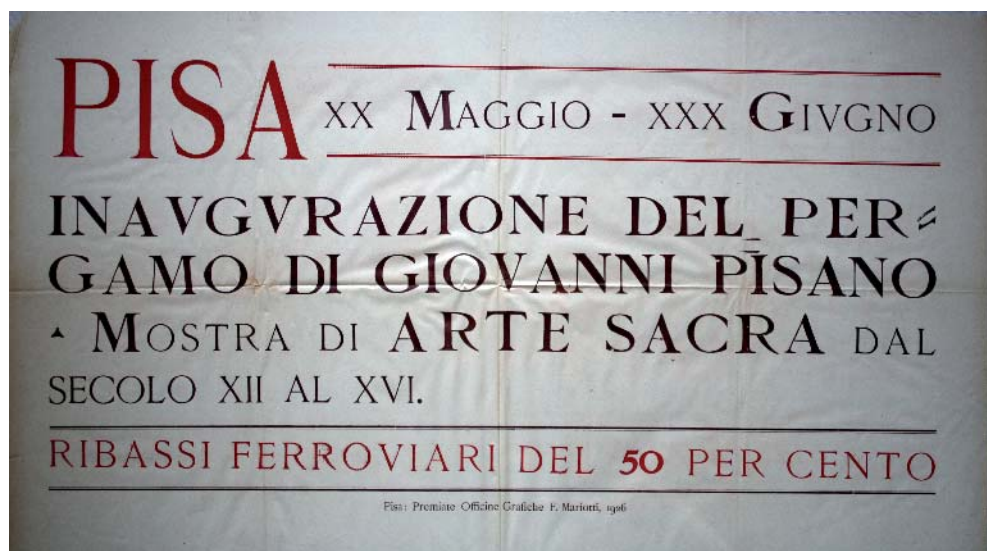 PISA XX MAGGIO - XXX GIVGNO
INAVGVRAZIONE DEL PER=
GAMO DI GIOVANNI PISANO
MOSTRA DI ARTE SACRA DAL
SECOLO XII AL XVI.
RIBASSI FERROVIARI DEL 50 PER CENTO
Pisa: Premiate Officine Grafiche F. Mariotti, 1926